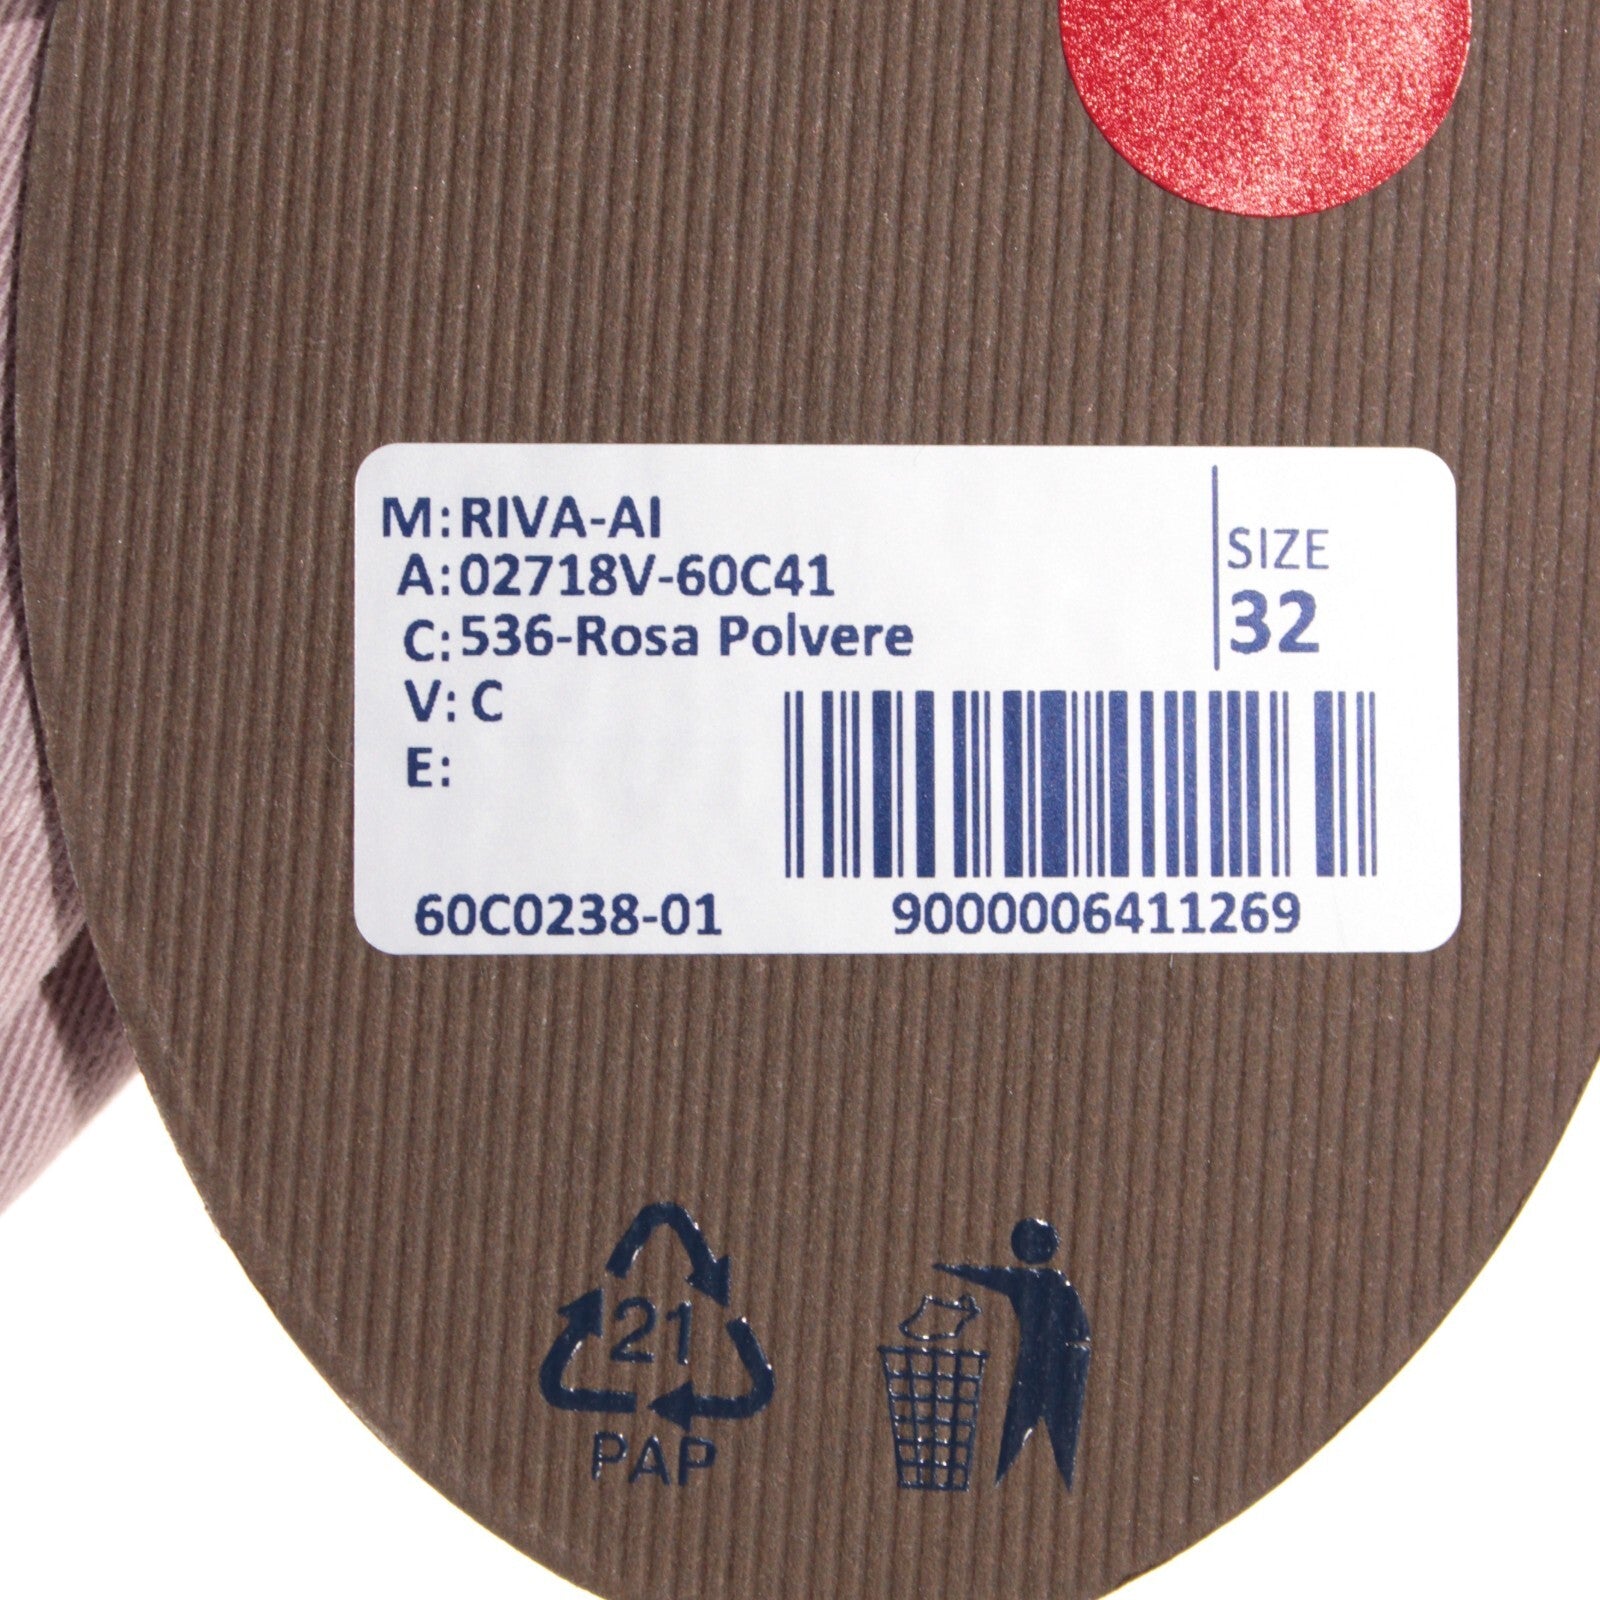 M: RIVA-AI
A: 02718V-60C41
C: 536-Rosa Polvere
V: C
E:
SIZE
32
60C0238-01
9000006411269
21
PAP